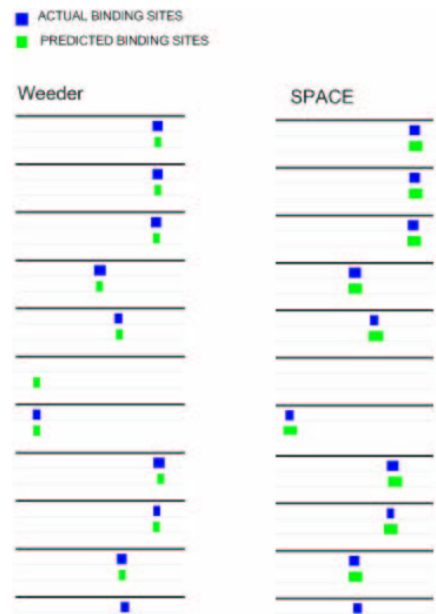 ACTUAL BINDING SITES
PREDICTED BINDING SITES
Weeder
SPACE